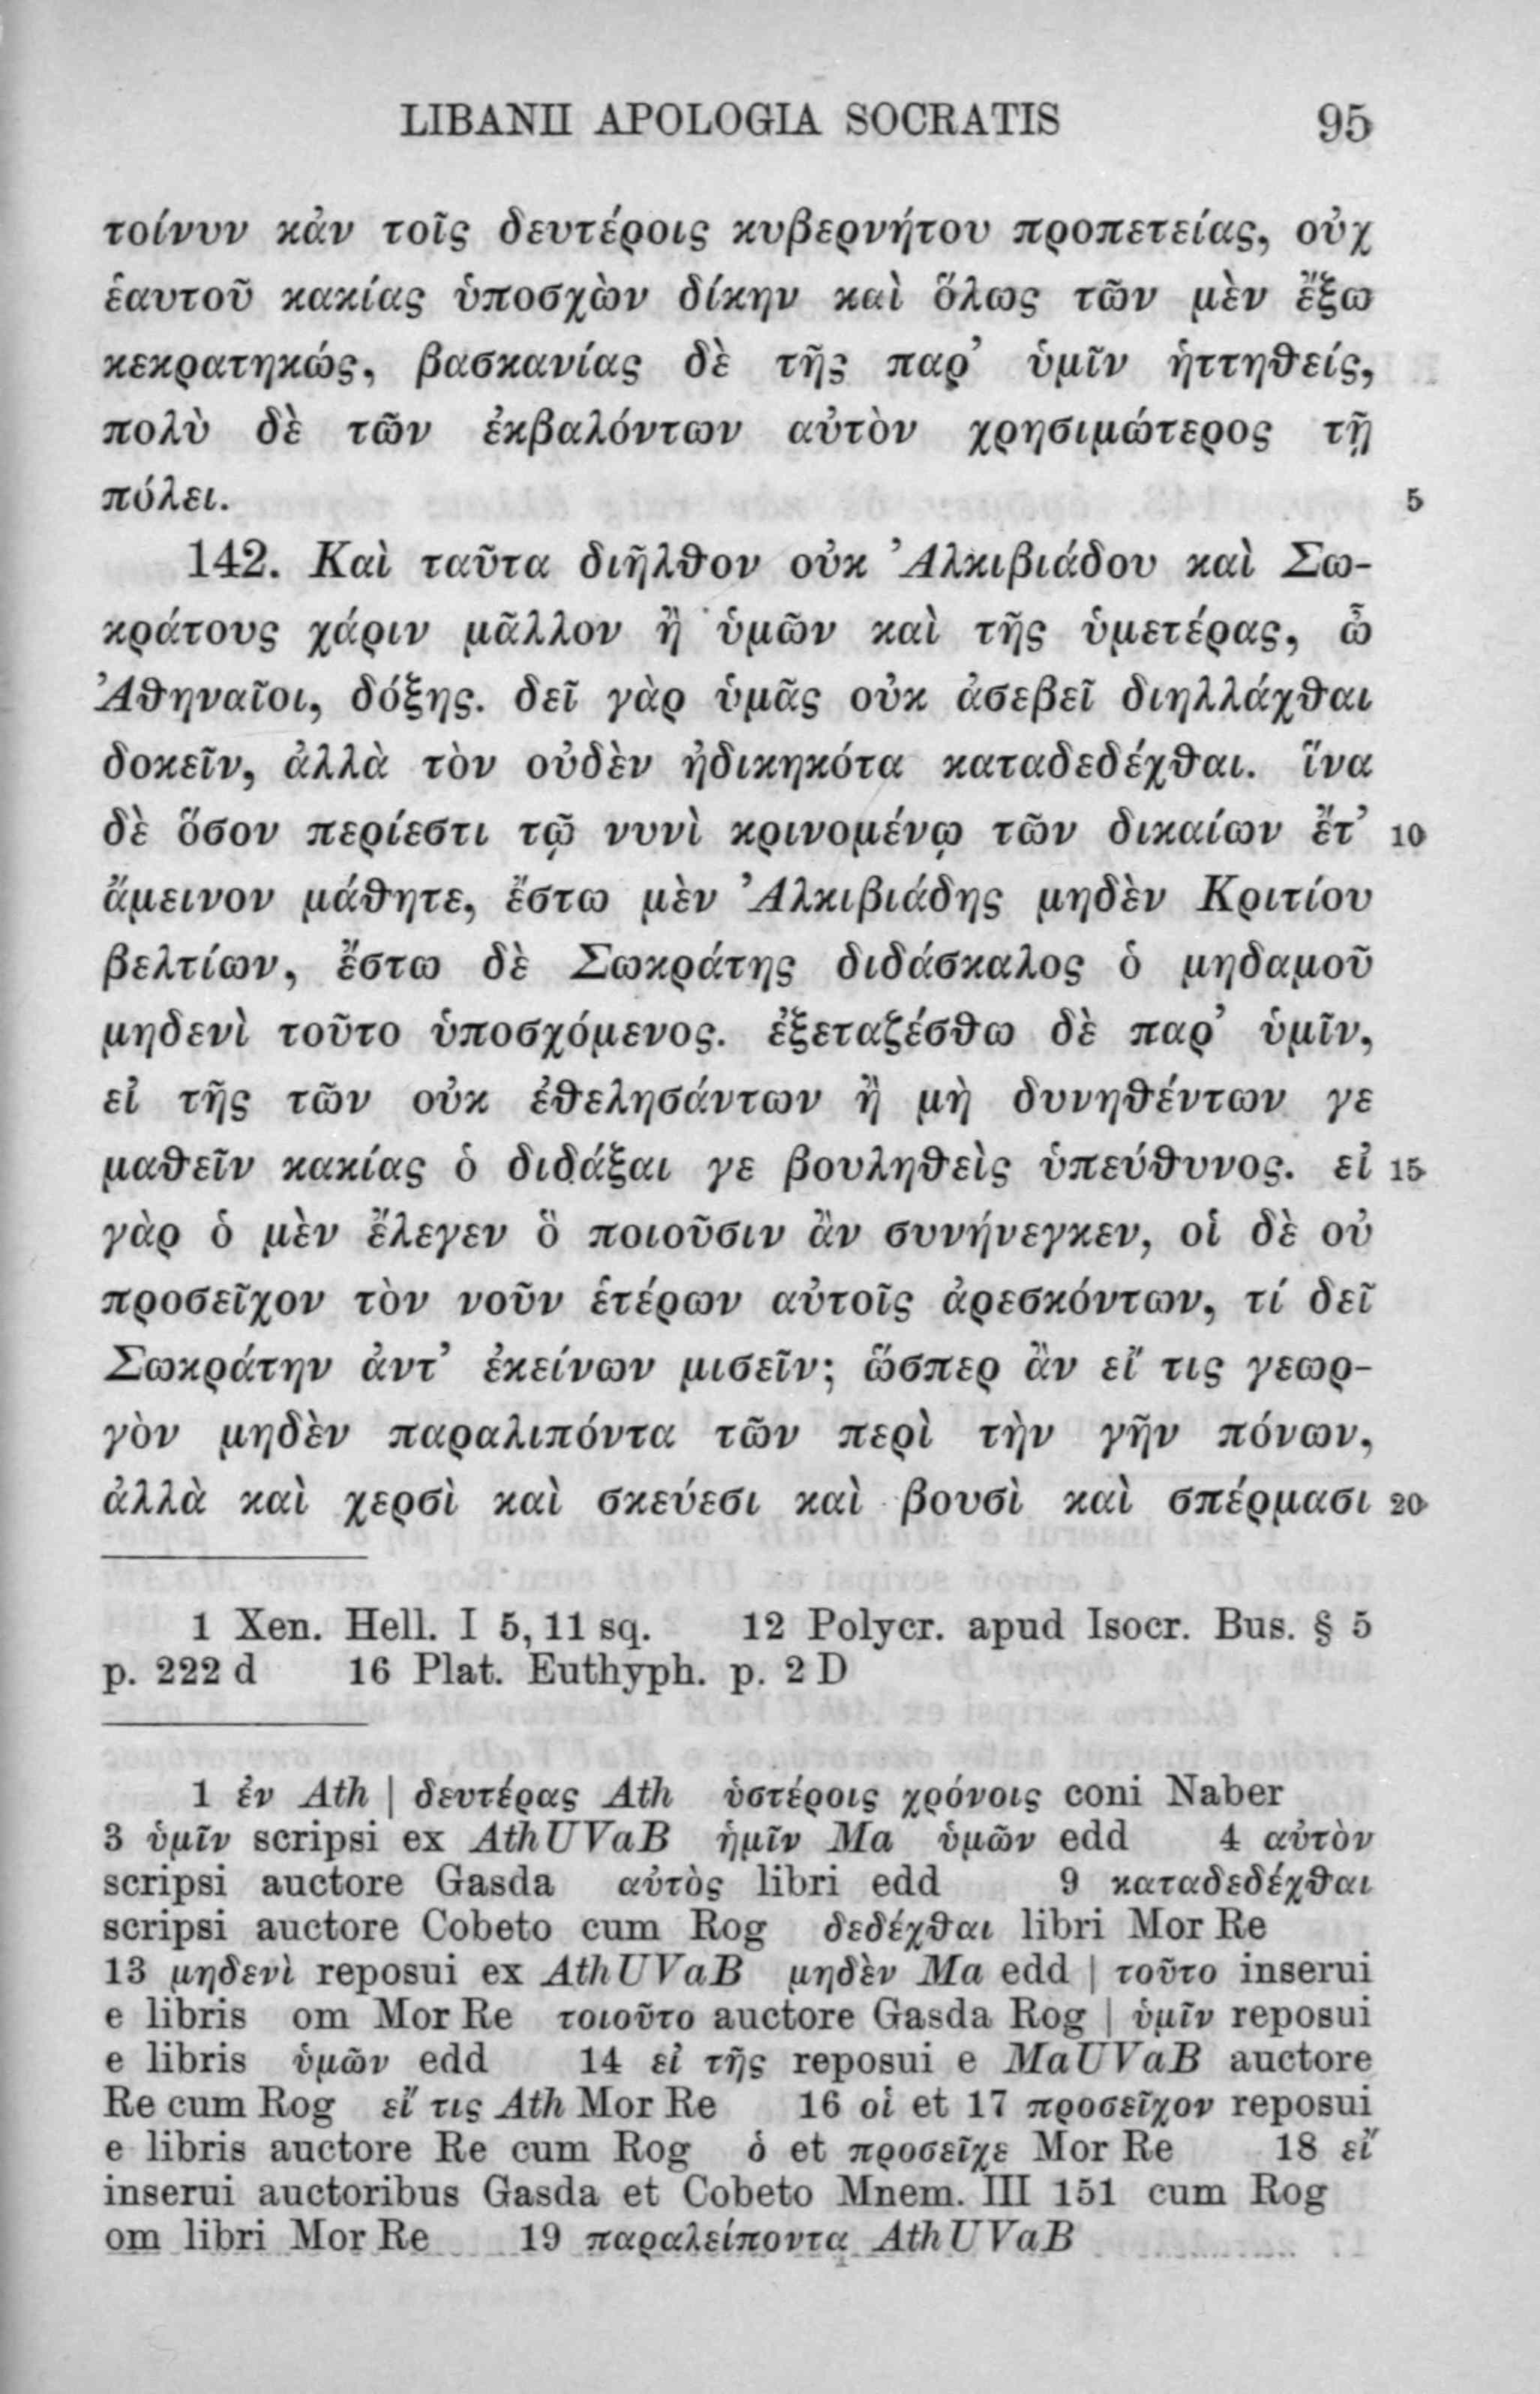 LIBANII APOLOGIA SOCRATIS 95
τοίνυν κἀν τοῖς δευτέροις κυβερνήτου προπετείας, οὐχ
ἑαυτοῦ κακίας ὑποσχὼν δίκην καὶ ὅλως τῶν μὲν ἔξω
κεκρατηκώς, βασκανίας δὲ τῆς παρ’ ὑμῖν ἡττηθείς,
πολὺ δὲ τῶν ἐκβαλόντων αὐτὸν χρησιμώτερος τῇ
πόλει. 5
142. Καὶ ταῦτα διῆλθον οὐκ Ἀλκιβιάδου καὶ Σω-
κράτους χάριν μᾶλλον ἢ ὑμῶν καὶ τῆς ὑμετέρας, ὦ
Ἀθηναῖοι, δόξης. δεῖ γὰρ ὑμᾶς οὐκ ἀσεβεῖ διηλλάχθαι
δοκεῖν, ἀλλὰ τὸν οὐδὲν ἠδικηκότα καταδεδέχθαι. ἵνα
δὲ ὅσον περίεστι τῷ νυνὶ κρινομένῳ τῶν δικαίων ἔτ’ 10
ἄμεινον μάθητε, ἔστω μὲν Ἀλκιβιάδης μηδὲν Κριτίου
βελτίων, ἔστω δὲ Σωκράτης διδάσκαλος ὁ μηδαμοῦ
μηδενὶ τοῦτο ὑποσχόμενος. ἐξεταζέσθω δὲ παρ’ ὑμῖν,
εἰ τῆς τῶν οὐκ ἐθελησάντων ἢ μὴ δυνηθέντων γε
μαθεῖν κακίας ὁ διδάξαι γε βουληθεὶς ὑπεύθυνος. εἰ 15
γὰρ ὁ μὲν ἔλεγεν ὃ ποιοῦσιν ἂν συνήνεγκεν, οἱ δὲ οὐ
προσεῖχον τὸν νοῦν ἑτέρων αὐτοῖς ἀρεσκόντων, τί δεῖ
Σωκράτην ἀντ’ ἐκείνων μισεῖν; ὥσπερ ἂν εἴ τις γεωρ-
γὸν μηδὲν παραλιπόντα τῶν περὶ τὴν γῆν πόνων,
ἀλλὰ καὶ χερσὶ καὶ σκεύεσι καὶ βουσὶ καὶ σπέρμασι 20
1 Xen. Hell. I 5, 11 sq. 12 Polycr. apud Isocr. Bus. § 5
p. 222 d 16 Plat. Euthyph. p. 2 D
1 ἐν Ath | δευτέρας Ath ὑστέροις χρόνοις coni Naber
3 ὑμῖν scripsi ex AthUVaB ἡμῖν Ma ὑμῶν edd 4 αὐτὸν
scripsi auctore Gasda αὐτὸς libri edd 9 καταδεδέχθαι
scripsi auctore Cobeto cum Rog δεδέχθαι libri Mor Re
13 μηδενὶ reposui ex AthUVaB μηδὲν Ma edd | τοῦτο inserui
e libris om Mor Re τοιοῦτο auctore Gasda Rog | ὑμῖν reposui
e libris ὑμῶν edd 14 εἰ τῆς reposui e MaUVaB auctore
Re cum Rog εἴ τις Ath Mor Re 16 οἱ et 17 προσεῖχον reposui
e libris auctore Re cum Rog ὁ et προσεῖχε Mor Re 18 εἴ
inserui auctoribus Gasda et Cobeto Mnem. III 151 cum Rog
om libri Mor Re 19 παραλείποντα AthUVaB